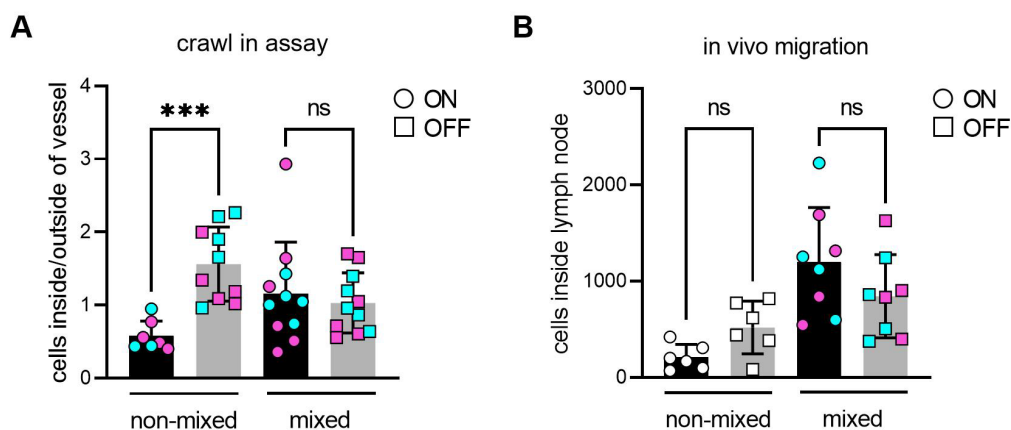 A
crawl in assay
cells inside/outside of vessel
4
3
2
1
0
***
ns
ON
OFF
non-mixed
mixed
B
in vivo migration
cells inside lymph node
3000
2000
1000
0
ns
ns
ON
OFF
non-mixed
mixed